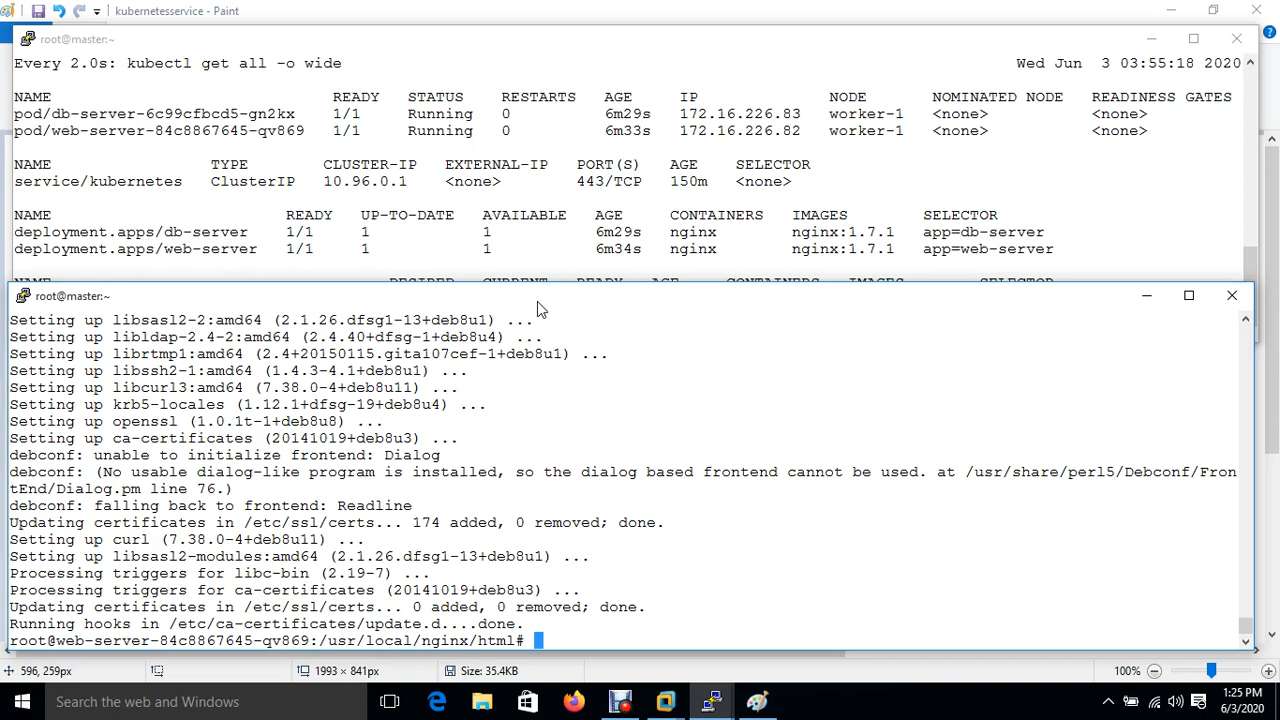 kubernetesservice - Paint
root@master:~
Every 2.0s: kubectl get all -o wide Wed Jun 3 03:55:18 2020
NAME READY STATUS RESTARTS AGE IP NODE NOMINATED NODE READINESS GATES
pod/db-server-6c99cfbcd5-gn2kx 1/1 Running 0 6m29s 172.16.226.83 worker-1 <none> <none>
pod/web-server-84c8867645-qv869 1/1 Running 0 6m33s 172.16.226.82 worker-1 <none> <none>
NAME TYPE CLUSTER-IP EXTERNAL-IP PORT(S) AGE SELECTOR
service/kubernetes ClusterIP 10.96.0.1 <none> 443/TCP 150m <none>
NAME READY UP-TO-DATE AVAILABLE AGE CONTAINERS IMAGES SELECTOR
deployment.apps/db-server 1/1 1 1 6m29s nginx nginx:1.7.1 app=db-server
deployment.apps/web-server 1/1 1 1 6m34s nginx nginx:1.7.1 app=web-server
NAME DESIRED CURRENT READY AGE CONTAINERS IMAGES SELECTOR
root@master:~
Setting up libsasl2-2:amd64 (2.1.26.dfsg1-13+deb8u1) ...
Setting up libldap-2.4-2:amd64 (2.4.40+dfsg-1+deb8u4) ...
Setting up librtmp1:amd64 (2.4+20150115.gita107cef-1+deb8u1) ...
Setting up libssh2-1:amd64 (1.4.3-4.1+deb8u1) ...
Setting up libcurl3:amd64 (7.38.0-4+deb8u11) ...
Setting up krb5-locales (1.12.1+dfsg-19+deb8u4) ...
Setting up openssl (1.0.1t-1+deb8u8) ...
Setting up ca-certificates (20141019+deb8u3) ...
debconf: unable to initialize frontend: Dialog
debconf: (No usable dialog-like program is installed, so the dialog based frontend cannot be used. at /usr/share/perl5/Debconf/Fron
tEnd/Dialog.pm line 76.)
debconf: falling back to frontend: Readline
Updating certificates in /etc/ssl/certs... 174 added, 0 removed; done.
Setting up curl (7.38.0-4+deb8u11) ...
Setting up libsasl2-modules:amd64 (2.1.26.dfsg1-13+deb8u1) ...
Processing triggers for libc-bin (2.19-7) ...
Processing triggers for ca-certificates (20141019+deb8u3) ...
Updating certificates in /etc/ssl/certs... 0 added, 0 removed; done.
Running hooks in /etc/ca-certificates/update.d....done.
root@web-server-84c8867645-qv869:/usr/local/nginx/html#
596, 259px 1993 × 841px Size: 35.4KB 100%
Search the web and Windows
1:25 PM
6/3/2020